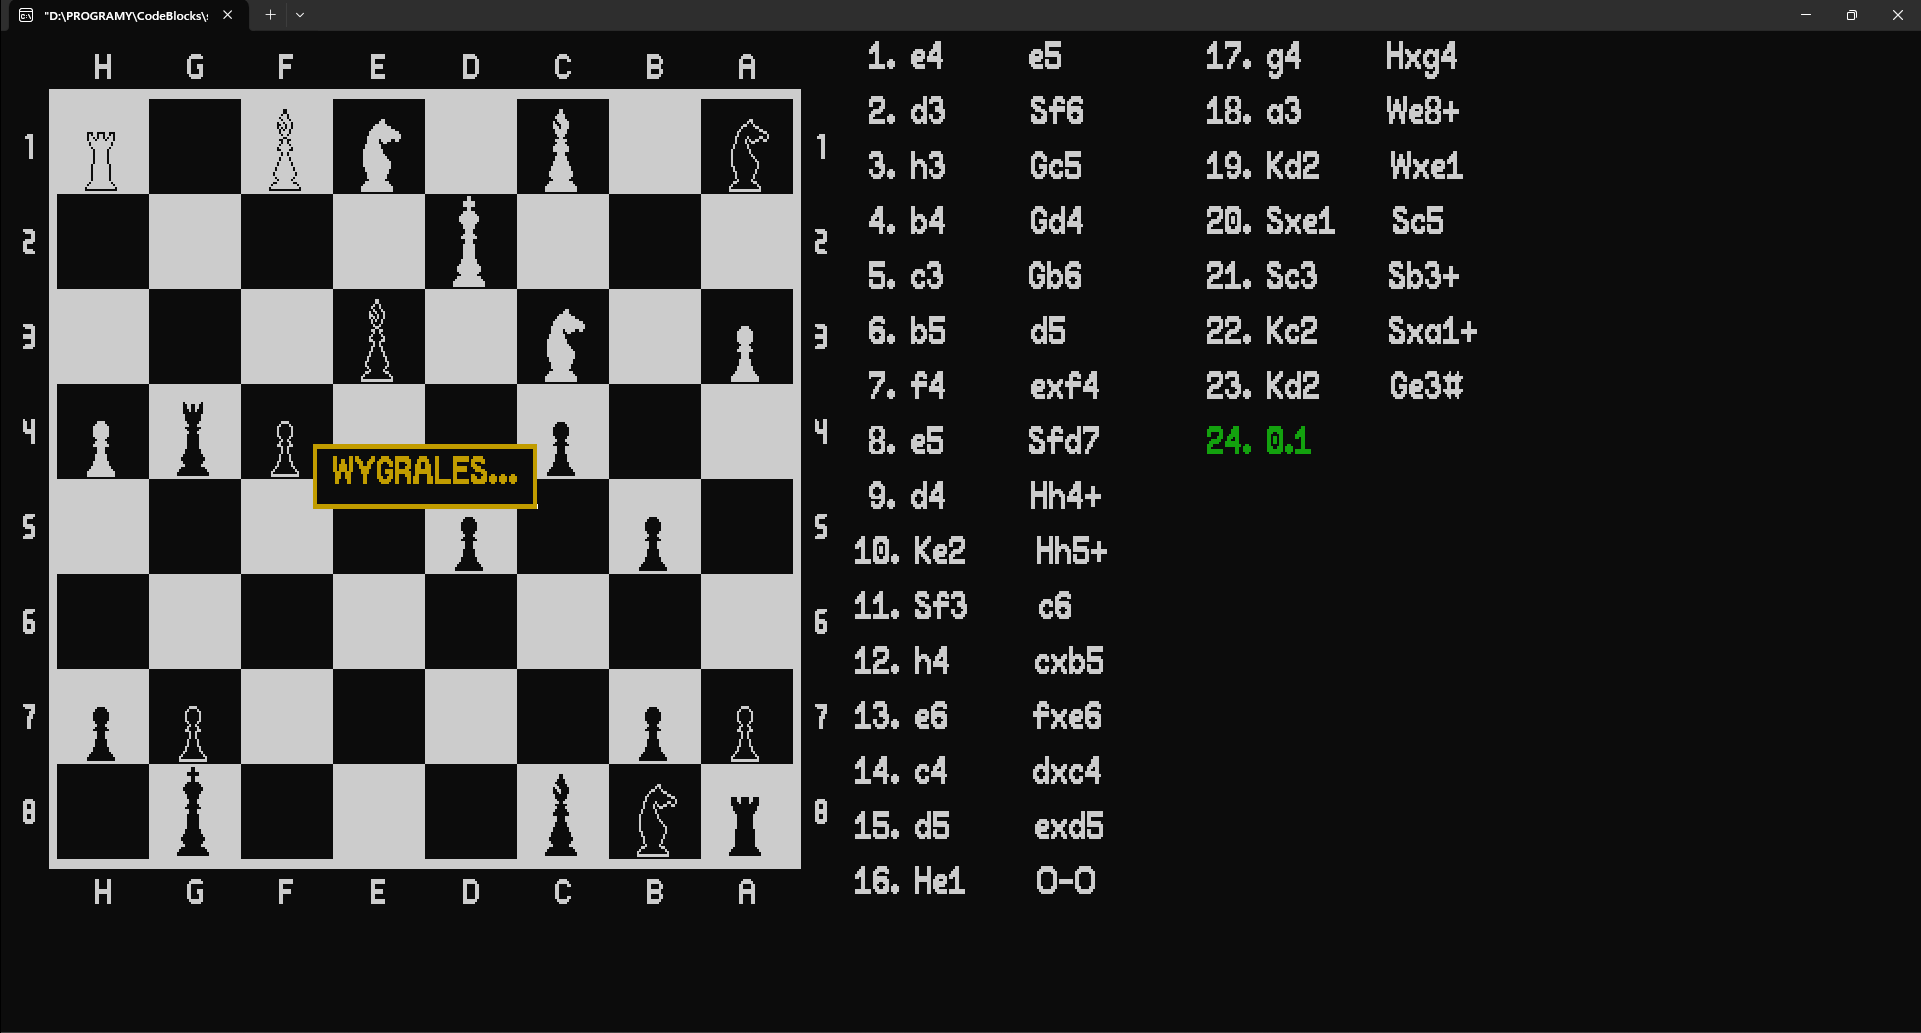 "D:\PROGRAMY\CodeBlocks\s
H G F E D C B A
1 1
2 2
3 3
4 4
WYGRALES...
5 5
6 6
7 7
8 8
H G F E D C B A
1. e4 e5
2. d3 Sf6
3. h3 Gc5
4. b4 Gd4
5. c3 Gb6
6. b5 d5
7. f4 exf4
8. e5 Sfd7
9. d4 Hh4+
10. Ke2 Hh5+
11. Sf3 c6
12. h4 cxb5
13. e6 fxe6
14. c4 dxc4
15. d5 exd5
16. He1 O-O
17. g4 Hxg4
18. a3 We8+
19. Kd2 Wxe1
20. Sxe1 Sc5
21. Sc3 Sb3+
22. Kc2 Sxa1+
23. Kd2 Ge3#
24. 0.1